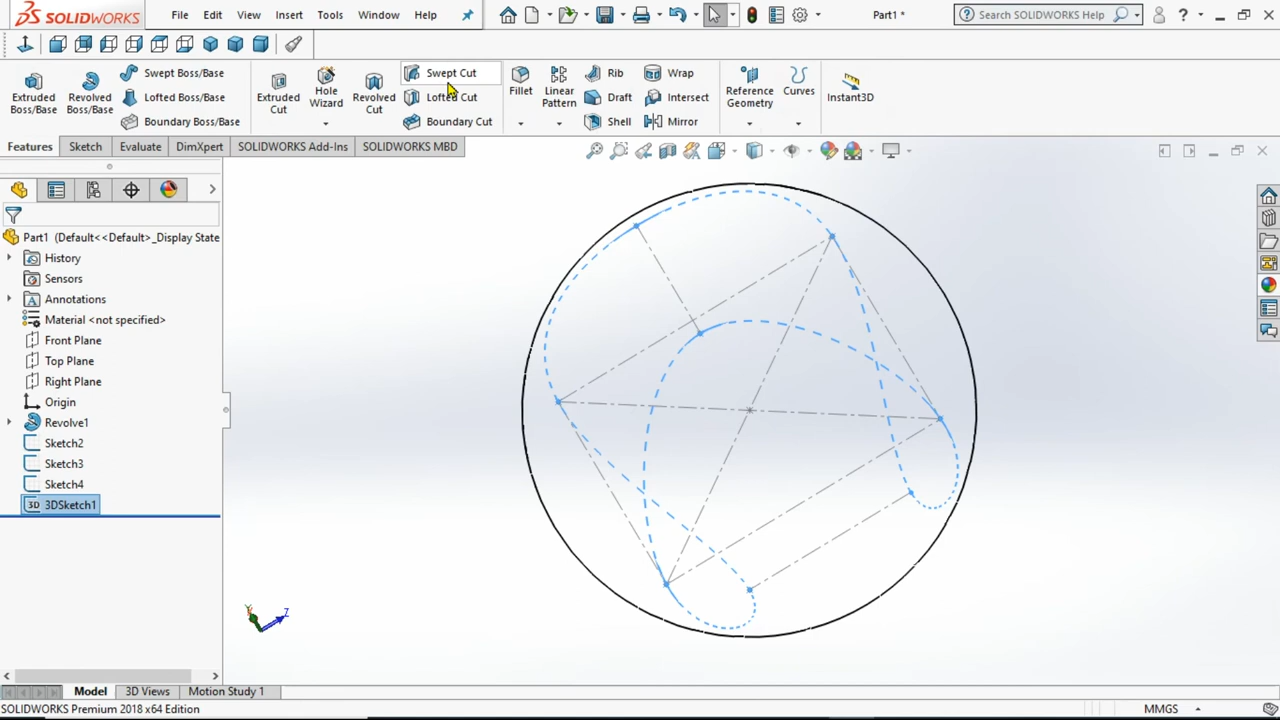 SOLIDWORKS File Edit View Insert Tools Window Help Part1 * Search SOLIDWORKS Help ?
Extruded Boss/Base
Revolved Boss/Base
Swept Boss/Base
Lofted Boss/Base
Boundary Boss/Base
Extruded Cut
Hole Wizard
Revolved Cut
Swept Cut
Lofted Cut
Boundary Cut
Fillet
Linear Pattern
Rib
Draft
Shell
Wrap
Intersect
Mirror
Reference Geometry
Curves
Instant3D
Features Sketch Evaluate DimXpert SOLIDWORKS Add-Ins SOLIDWORKS MBD
Part1 (Default<<Default>_Display State
History
Sensors
Annotations
Material <not specified>
Front Plane
Top Plane
Right Plane
Origin
Revolve1
Sketch2
Sketch3
Sketch4
3D 3DSketch1
Y Z
Model 3D Views Motion Study 1
SOLIDWORKS Premium 2018 x64 Edition MMGS